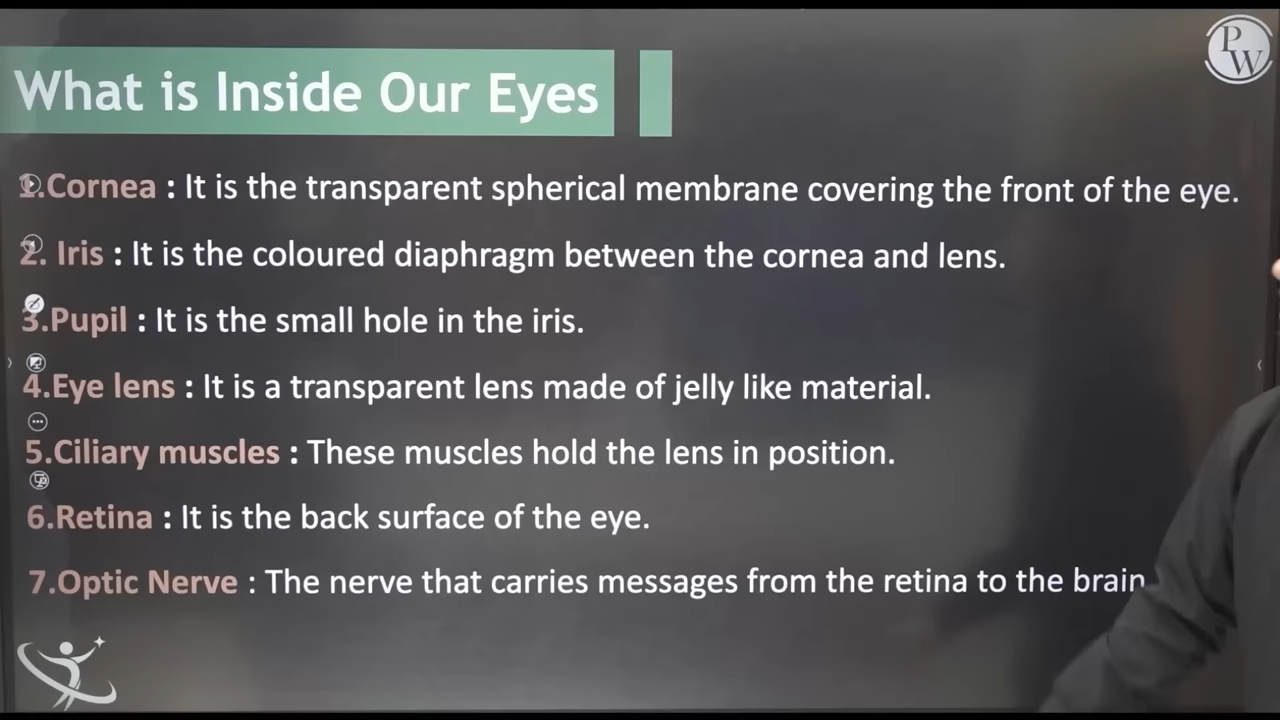 What is Inside Our Eyes
PW
1.Cornea : It is the transparent spherical membrane covering the front of the eye.
2. Iris : It is the coloured diaphragm between the cornea and lens.
3.Pupil : It is the small hole in the iris.
4.Eye lens : It is a transparent lens made of jelly like material.
5.Ciliary muscles : These muscles hold the lens in position.
6.Retina : It is the back surface of the eye.
7.Optic Nerve : The nerve that carries messages from the retina to the brain